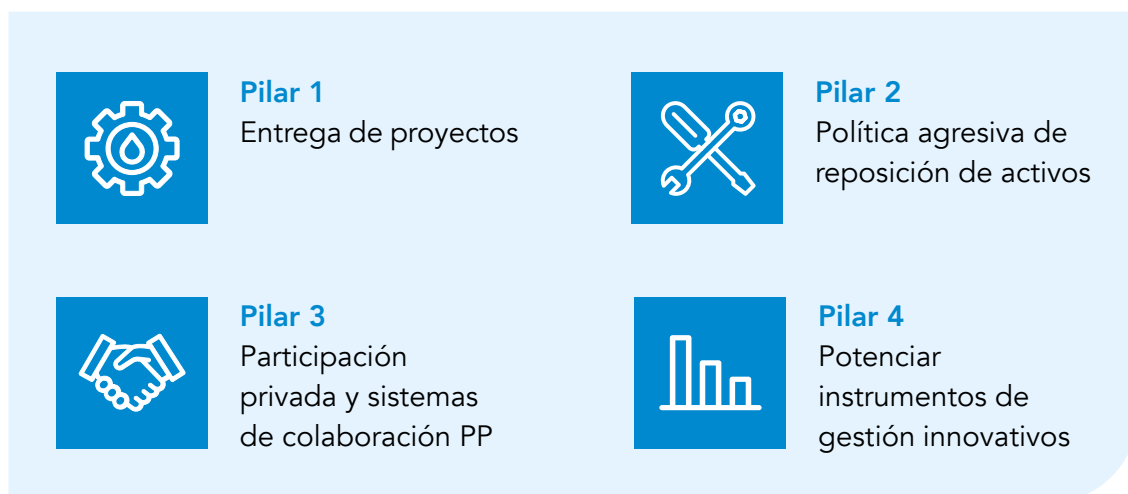 Pilar 1
Entrega de proyectos
Pilar 2
Política agresiva de
reposición de activos
Pilar 3
Participación
privada y sistemas
de colaboración PP
Pilar 4
Potenciar
instrumentos de
gestión innovativos